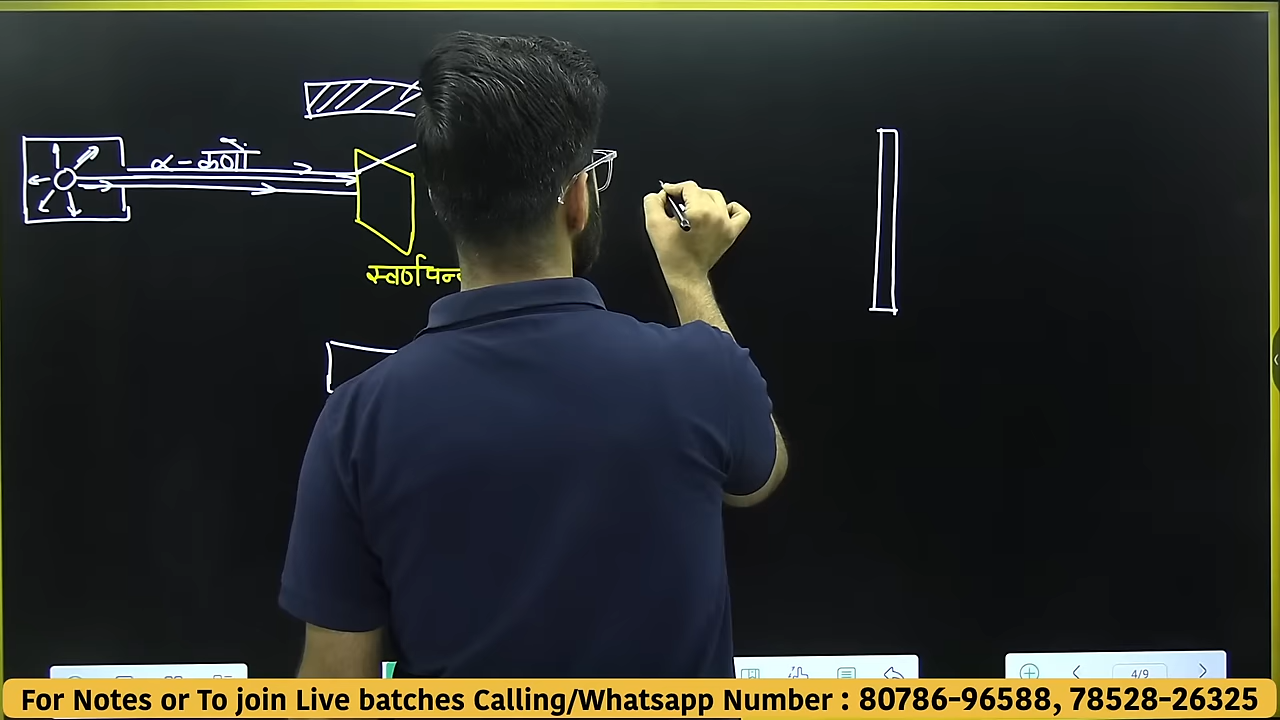 α-कणो
स्वर्णपन
4/9
For Notes or To join Live batches Calling/Whatsapp Number : 80786-96588, 78528-26325